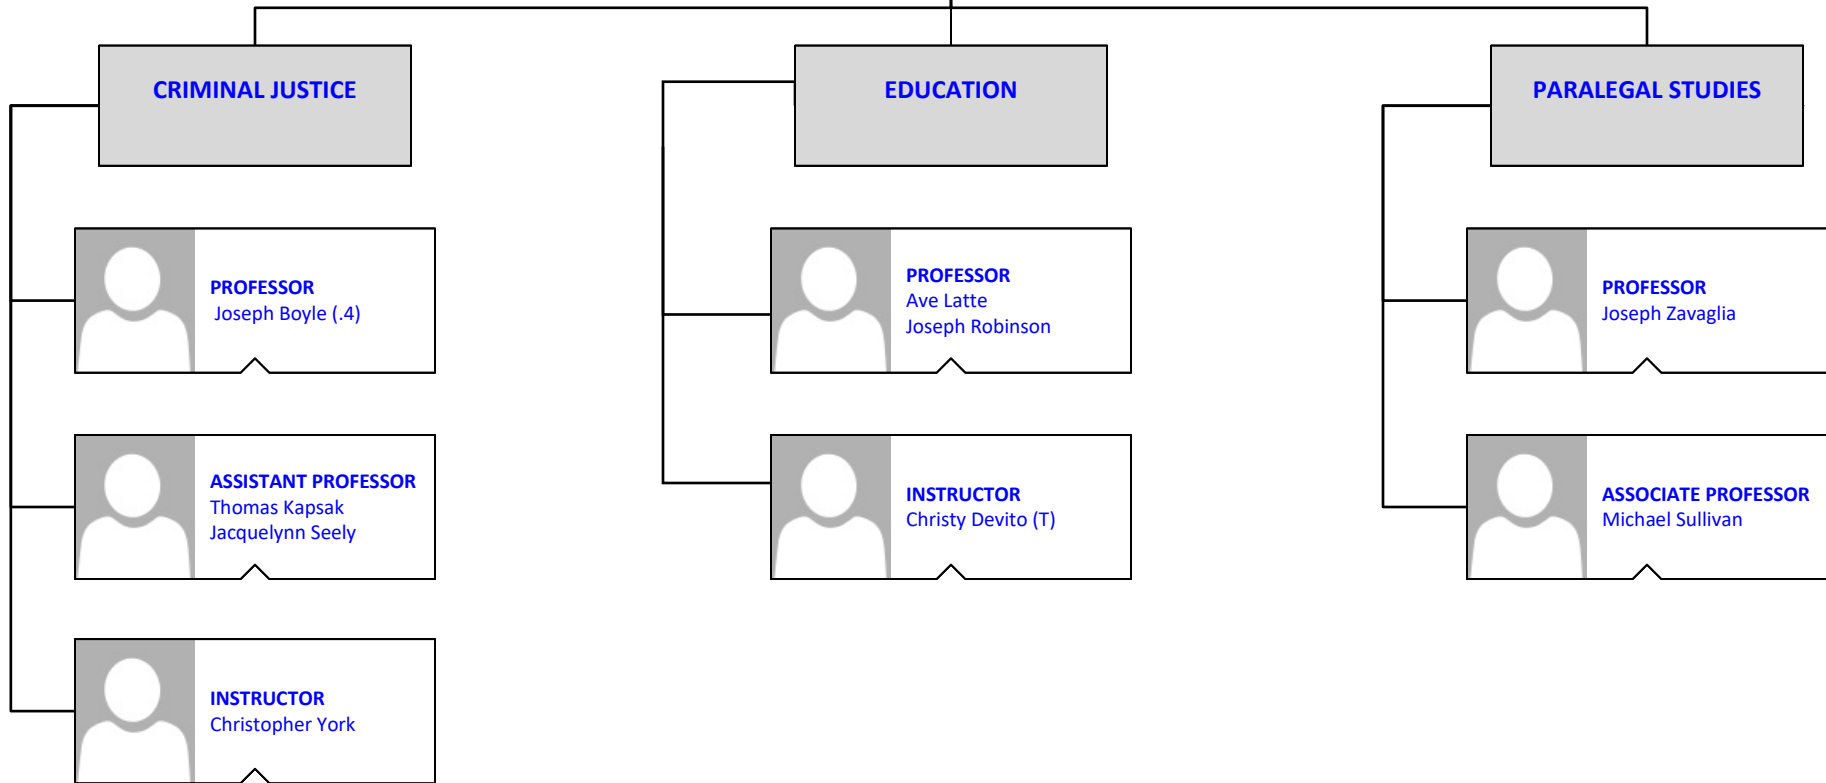 CRIMINAL JUSTICE
PROFESSOR
Joseph Boyle (.4)
ASSISTANT PROFESSOR
Thomas Kapsak
Jacquelynn Seely
INSTRUCTOR
Christopher York
EDUCATION
PROFESSOR
Ave Latte
Joseph Robinson
INSTRUCTOR
Christy Devito (T)
PARALEGAL STUDIES
PROFESSOR
Joseph Zavaglia
ASSOCIATE PROFESSOR
Michael Sullivan